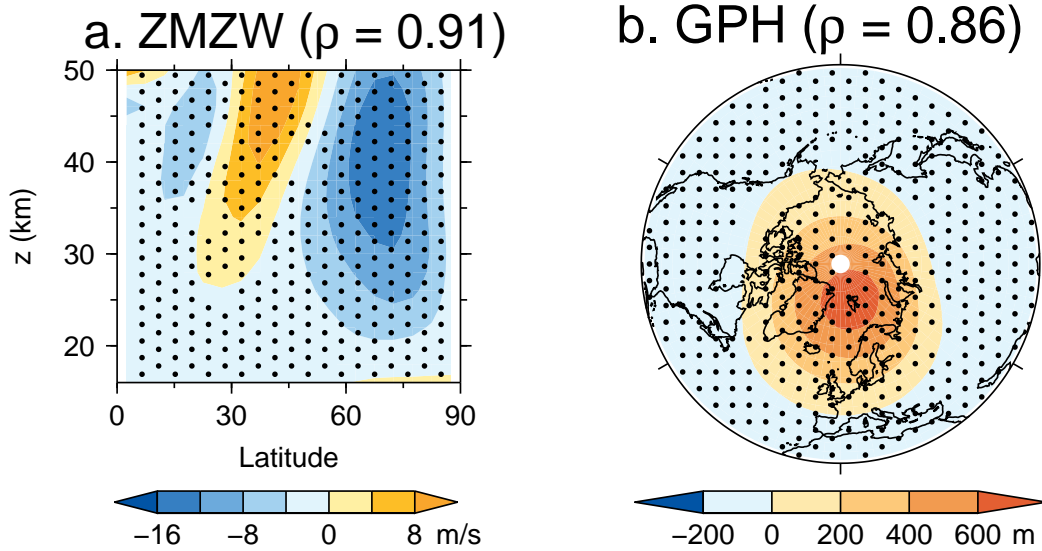 a. ZMZW (ρ = 0.91)
50
40
30
20
z (km)
0 30 60 90
Latitude
−16 −8 0 8 m/s
b. GPH (ρ = 0.86)
−200 0 200 400 600 m